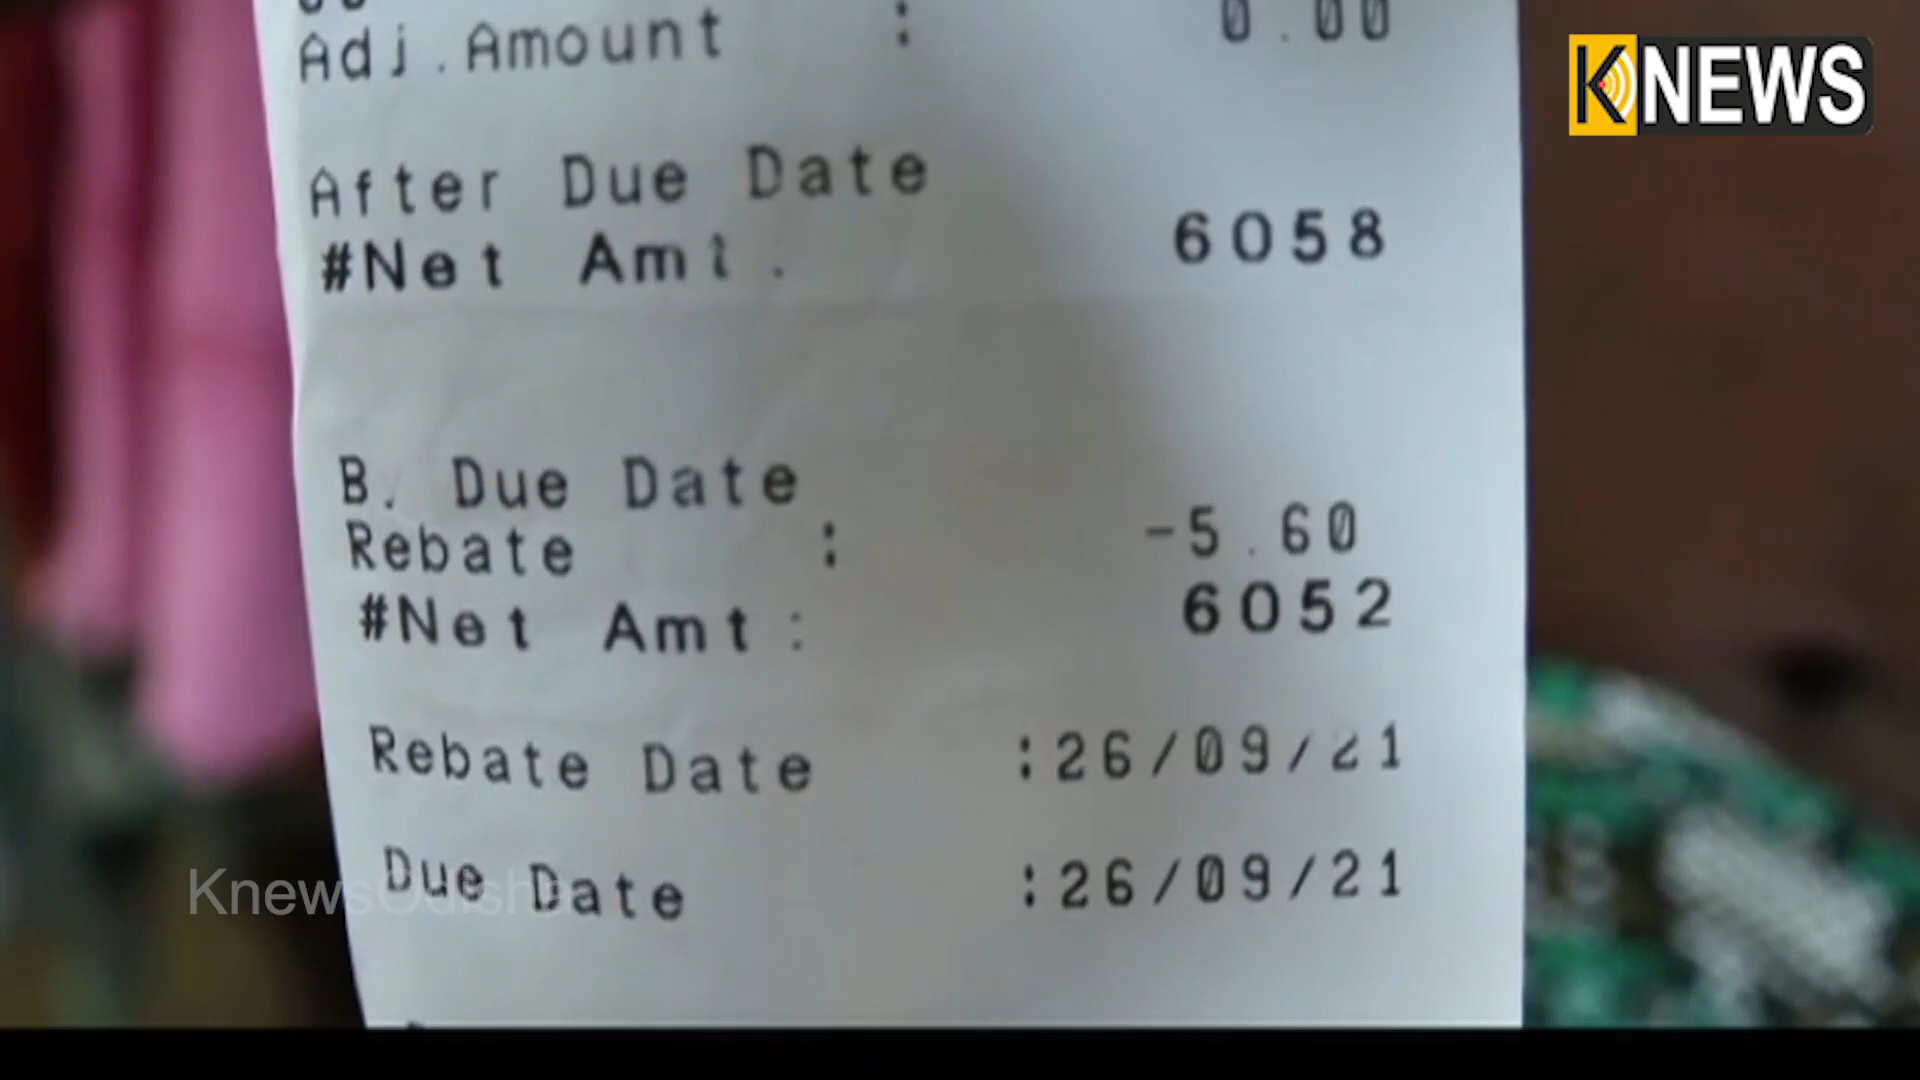 Adj.Amount : 0.00
KNEWS
After Due Date
#Net Amt. 6058
B. Due Date
Rebate : -5.60
#Net Amt: 6052
Rebate Date :26/09/21
Due Date :26/09/21
KnewsOdisha